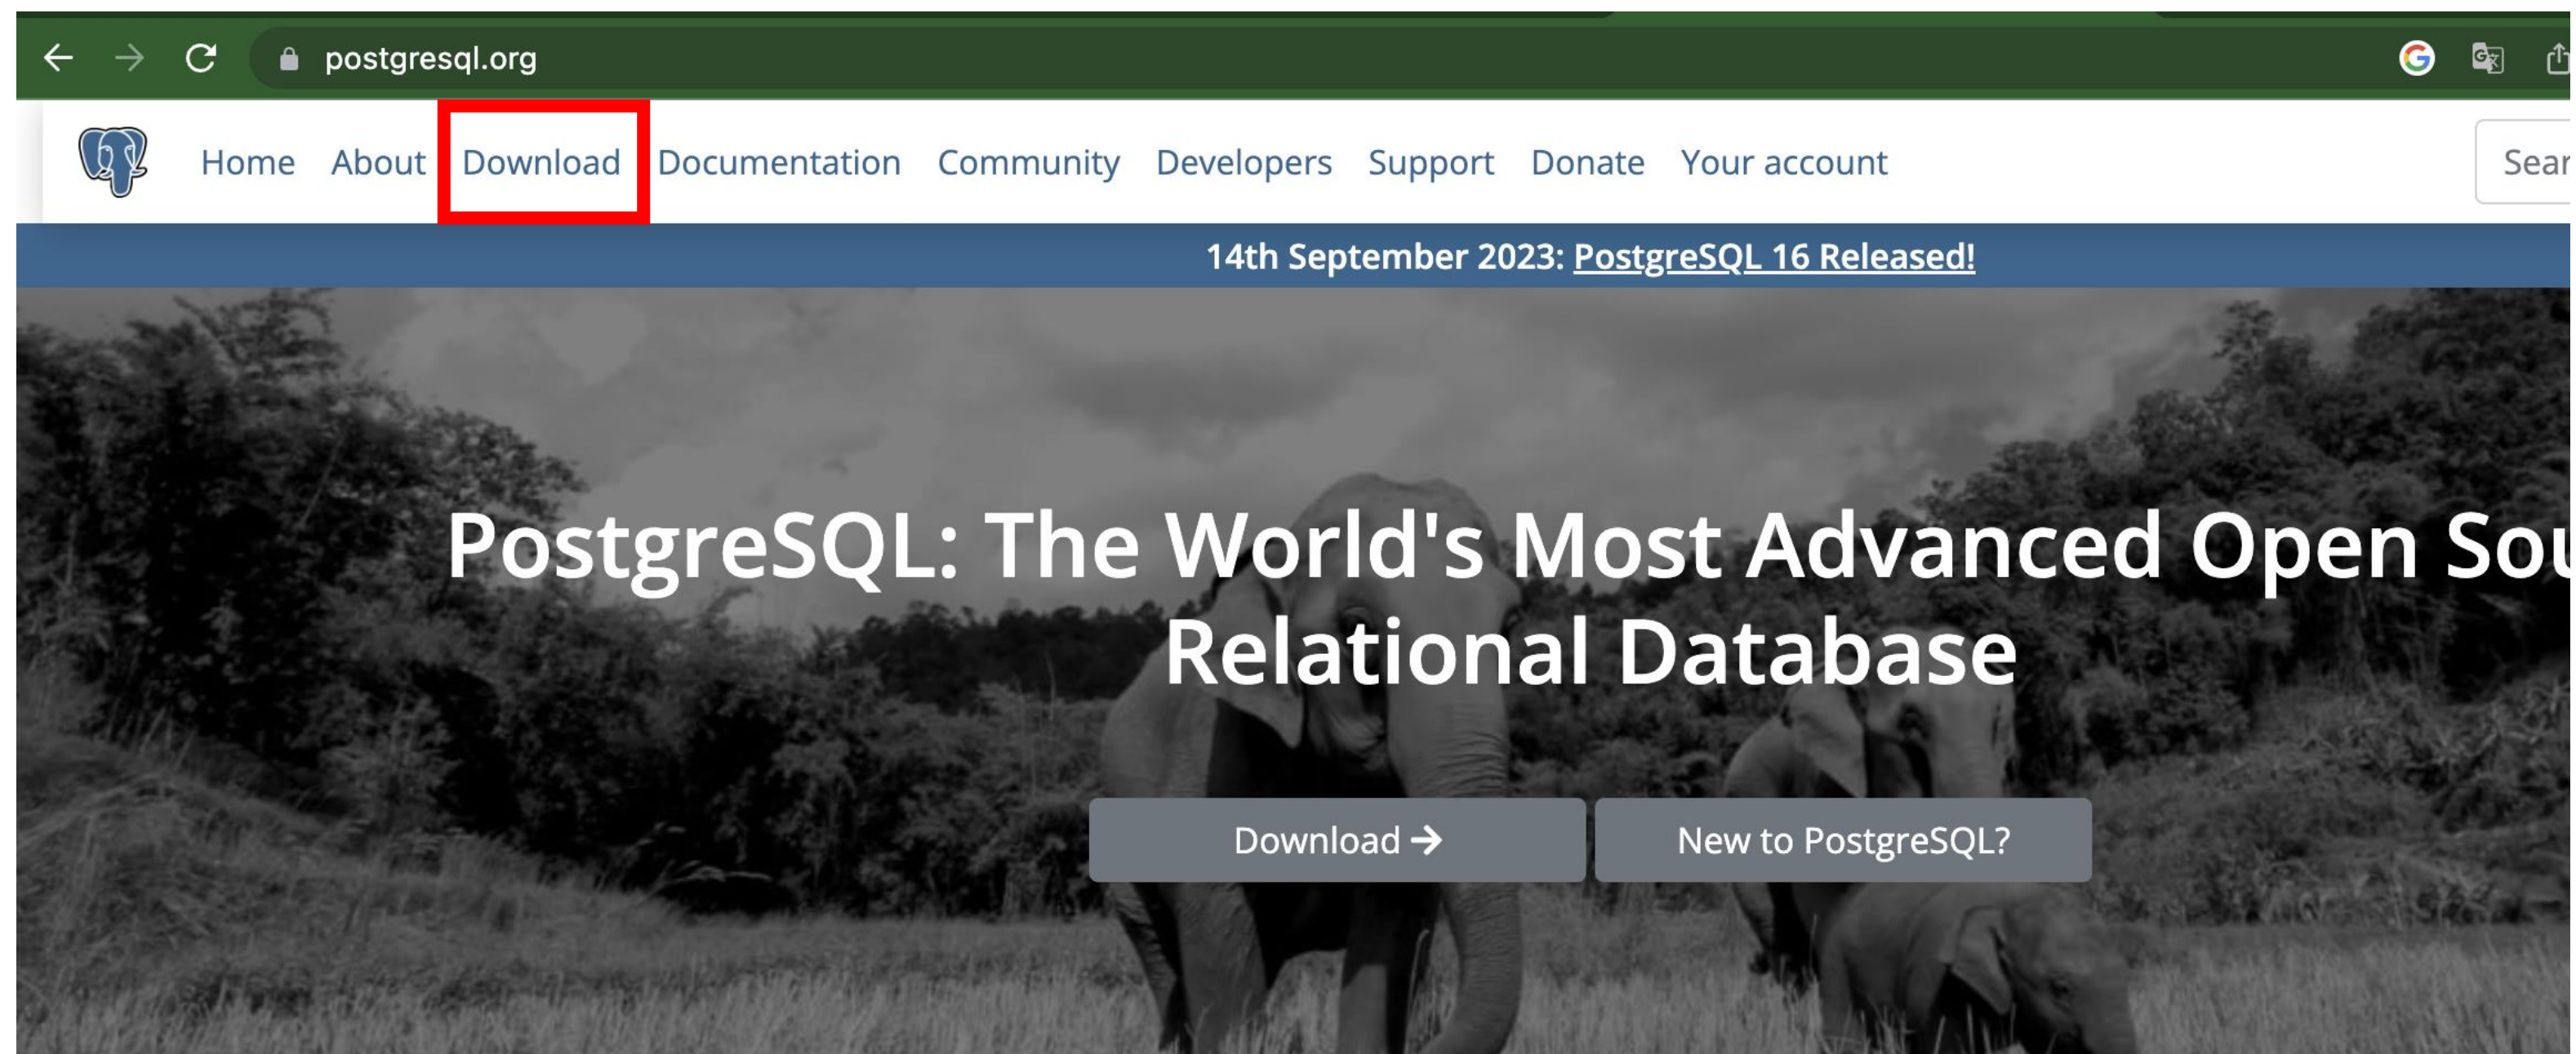 postgresql.org
Home About Download Documentation Community Developers Support Donate Your account
Sear
14th September 2023: PostgreSQL 16 Released!
PostgreSQL: The World's Most Advanced Open Sou
Relational Database
Download →
New to PostgreSQL?